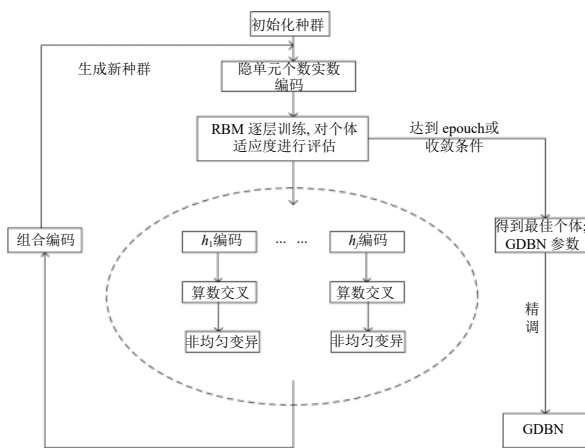 初始化种群
生成新种群
隐单元个数实数
编码
RBM 逐层训练, 对个体
适应度进行评估
达到 epouch或
收敛条件
组合编码
h₁编码
... ...
hᵢ编码
得到最佳个体;
GDBN 参数
算数交叉
算数交叉
非均匀变异
非均匀变异
精调
GDBN